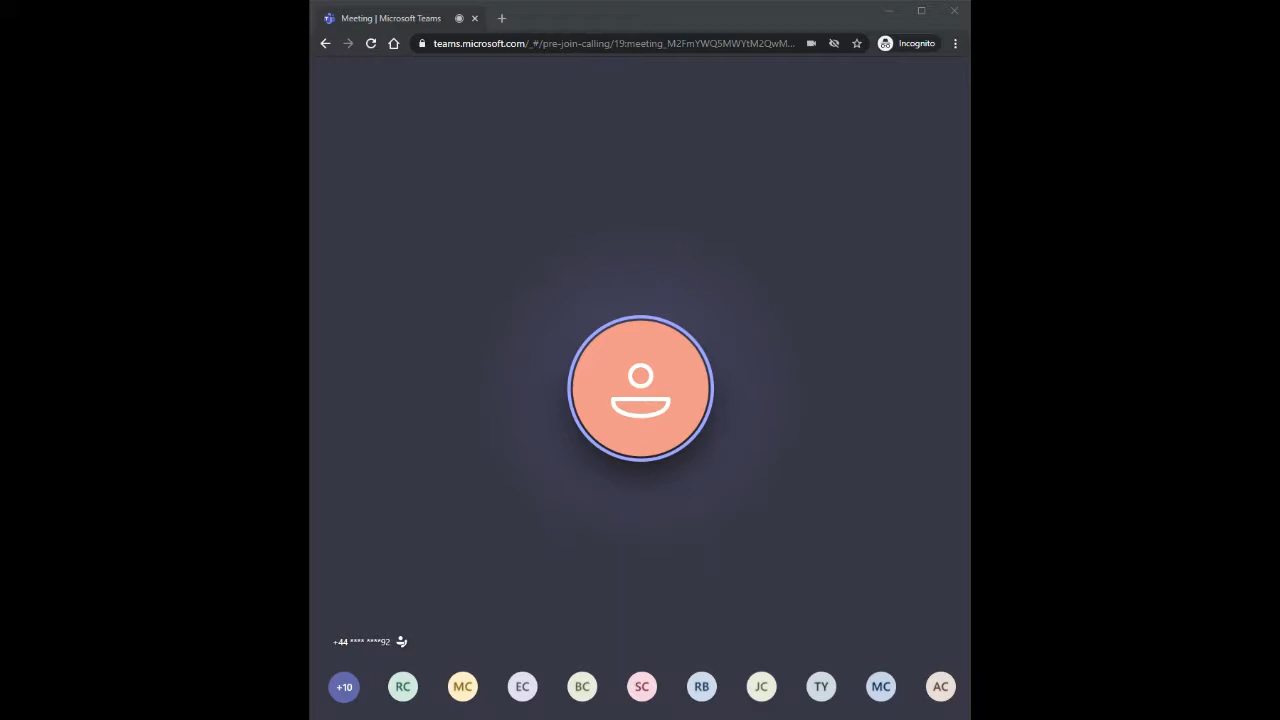 Meeting | Microsoft Teams
teams.microsoft.com/_#/pre-join-calling/19:meeting_M2FmYWQ5MWYtM2QwM...
Incognito
+44 **** ****92
+10 RC MC EC BC SC RB JC TY MC AC